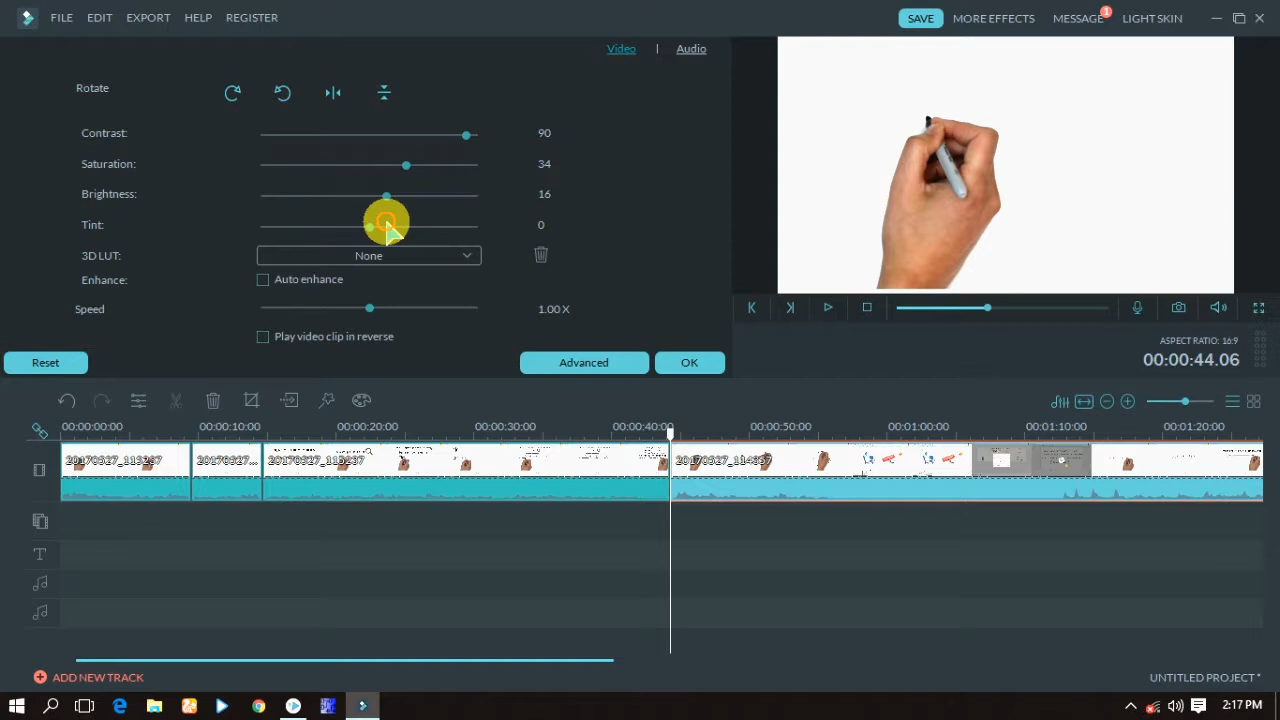 FILE EDIT EXPORT HELP REGISTER SAVE MORE EFFECTS MESSAGE 1 LIGHT SKIN
Video | Audio
Rotate
Contrast: 90
Saturation: 34
Brightness: 16
Tint: 0
3D LUT: None
Enhance: Auto enhance
Speed 1.00 X
Play video clip in reverse
ASPECT RATIO: 16:9
00:00:44.06
Reset Advanced OK
00:00:00:00 00:00:10:00 00:00:20:00 00:00:30:00 00:00:40:00 00:00:50:00 00:01:00:00 00:01:10:00 00:01:20:00
T
ADD NEW TRACK UNTITLED PROJECT*
2:17 PM